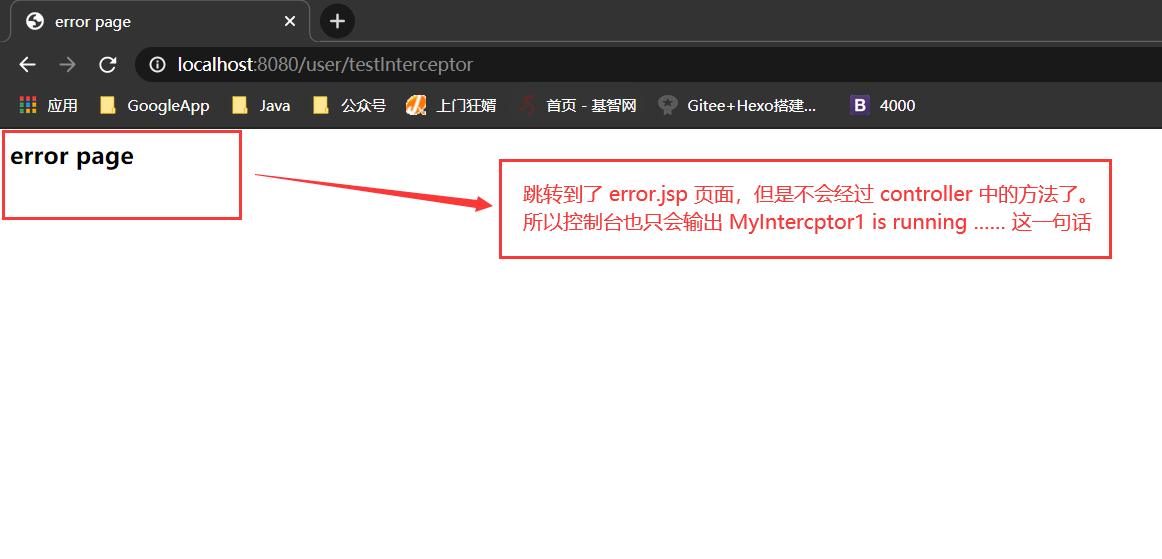 error page
localhost:8080/user/testInterceptor
应用 GoogleApp Java 公众号 上门狂婿 首页 - 基智网 Gitee+Hexo搭建... B 4000
error page
跳转到了 error.jsp 页面，但是不会经过 controller 中的方法了。
所以控制台也只会输出 MyIntercptor1 is running ...... 这一句话